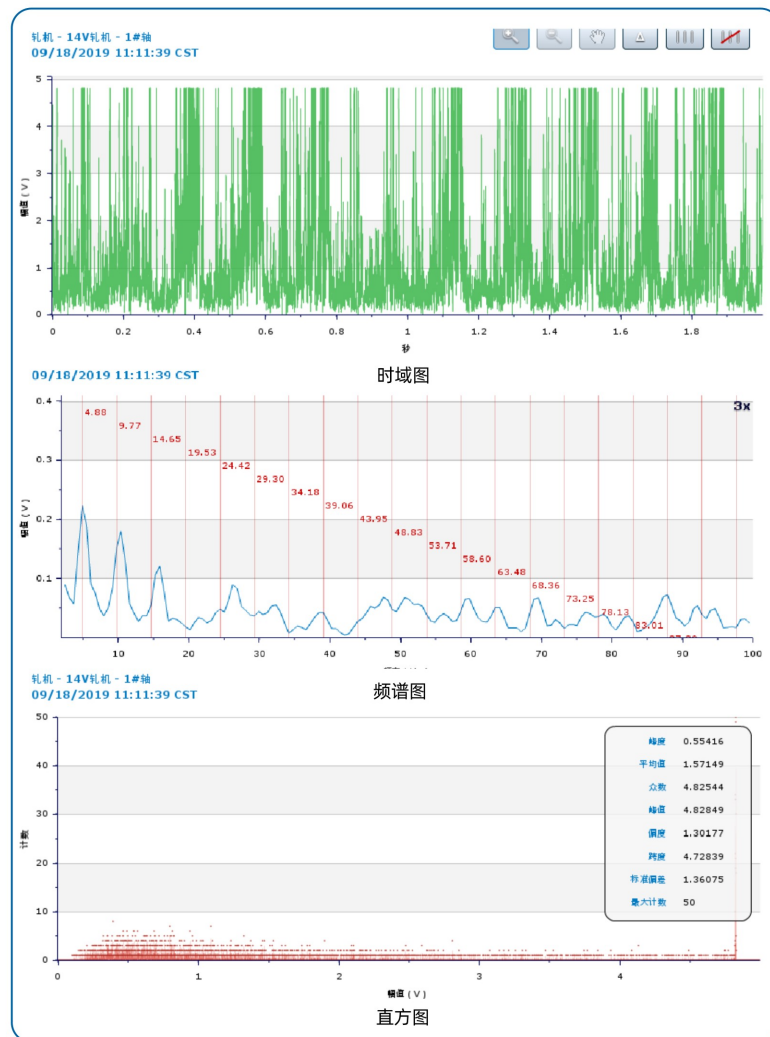 轧机 - 14V轧机 - 1#轴
09/18/2019 11:11:39 CST
5
4
3
2
1
0
幅值 ( V )
0 0.2 0.4 0.6 0.8 1 1.2 1.4 1.6 1.8
秒
时域图
09/18/2019 11:11:39 CST
3x
0.4
0.3
0.2
0.1
幅值 ( V )
4.88
9.77
14.65
19.53
24.42
29.30
34.18
39.06
43.95
48.83
53.71
58.60
63.48
68.36
73.25
78.13
83.01
10 20 30 40 50 60 70 80 90 100
频谱图
轧机 - 14V轧机 - 1#轴
09/18/2019 11:11:39 CST
50
40
30
20
10
0
计数
峰度 0.55416
平均值 1.57149
众数 4.82544
峰值 4.82849
偏度 1.30177
跨度 4.72839
标准偏差 1.36075
最大计数 50
0 1 2 3 4
幅值 ( V )
直方图